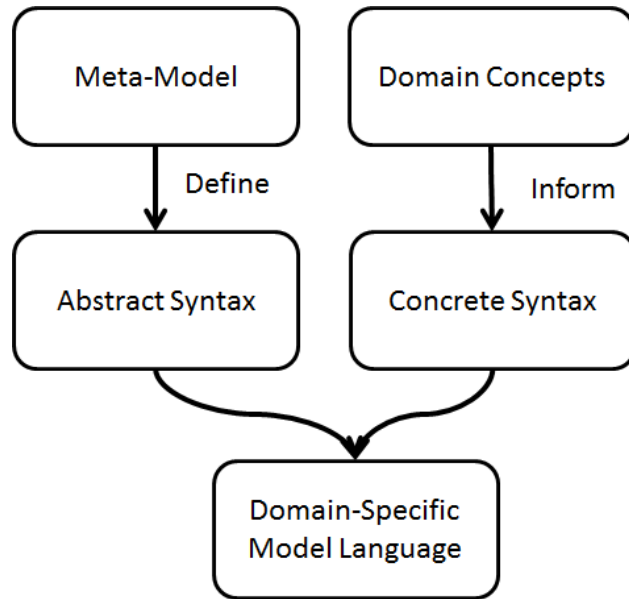 Meta-Model
Domain Concepts
Define
Inform
Abstract Syntax
Concrete Syntax
Domain-Specific
Model Language